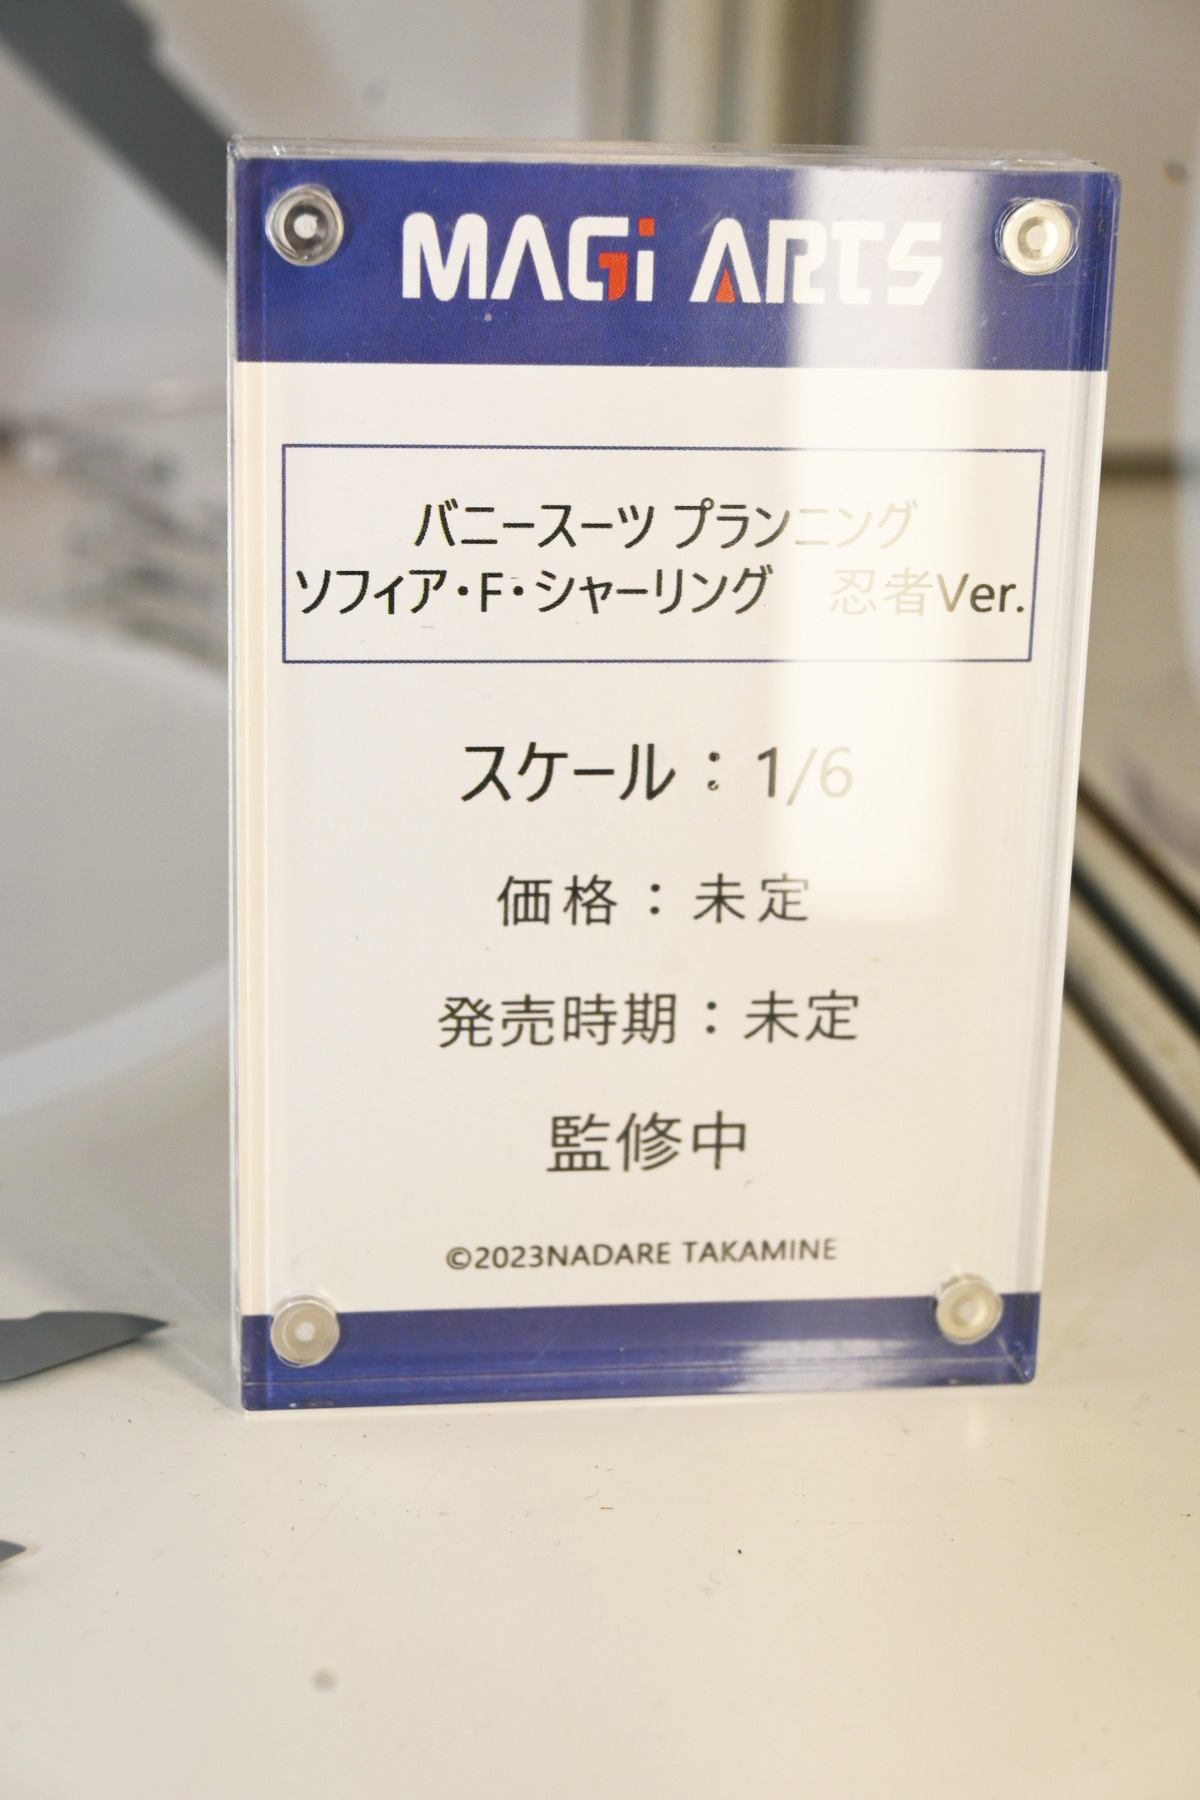 MAGi ARTS
バニースーツ プランニング
ソフィア・F・シャーリング　忍者Ver.
スケール：1/6
価格：未定
発売時期：未定
監修中
©2023NADARE TAKAMINE